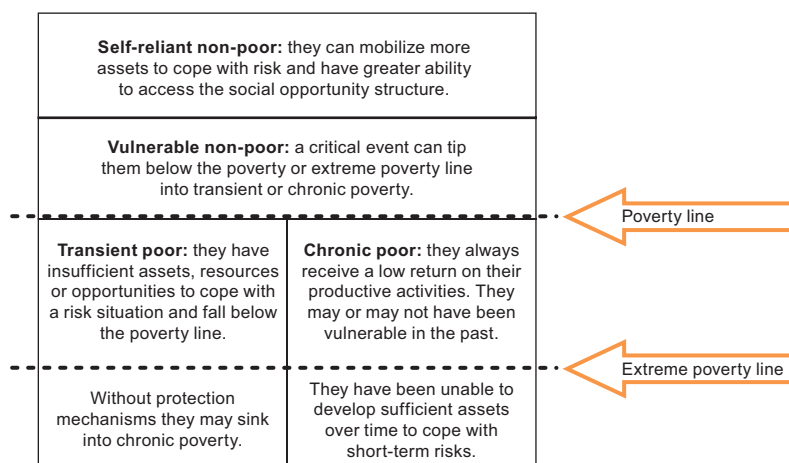 Self-reliant non-poor: they can mobilize more
assets to cope with risk and have greater ability
to access the social opportunity structure.
Vulnerable non-poor: a critical event can tip
them below the poverty or extreme poverty line
into transient or chronic poverty.
Poverty line
Transient poor: they have
insufficient assets, resources
or opportunities to cope with
a risk situation and fall below
the poverty line.
Chronic poor: they always
receive a low return on their
productive activities. They
may or may not have been
vulnerable in the past.
Extreme poverty line
Without protection
mechanisms they may sink
into chronic poverty.
They have been unable to
develop sufficient assets
over time to cope with
short-term risks.